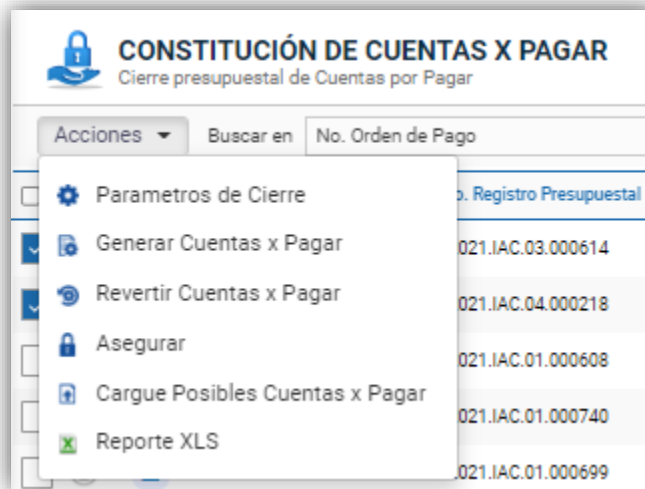 CONSTITUCIÓN DE CUENTAS X PAGAR
Cierre presupuestal de Cuentas por Pagar
Acciones Buscar en No. Orden de Pago
Registro Presupuestal
Parametros de Cierre
Generar Cuentas x Pagar
021.IAC.03.000614
Revertir Cuentas x Pagar
021.IAC.04.000218
Asegurar
021.IAC.01.000608
Cargue Posibles Cuentas x Pagar
021.IAC.01.000740
Reporte XLS
021.IAC.01.000699